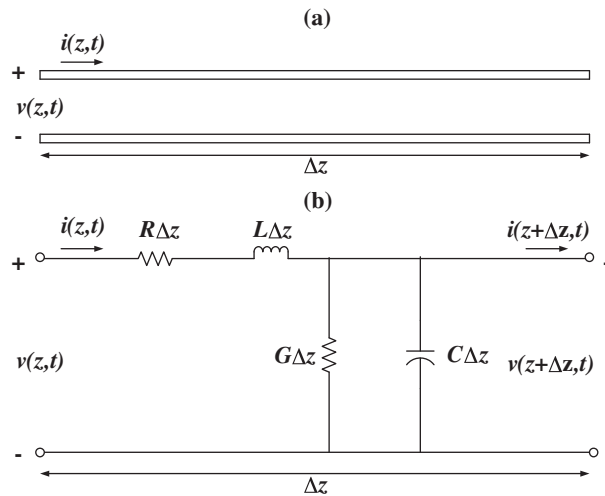 (a)
i(z,t)
+
v(z,t)
-
Δz
(b)
i(z,t) RΔz LΔz i(z+Δz,t)
+
v(z,t) GΔz CΔz v(z+Δz,t)
-
Δz